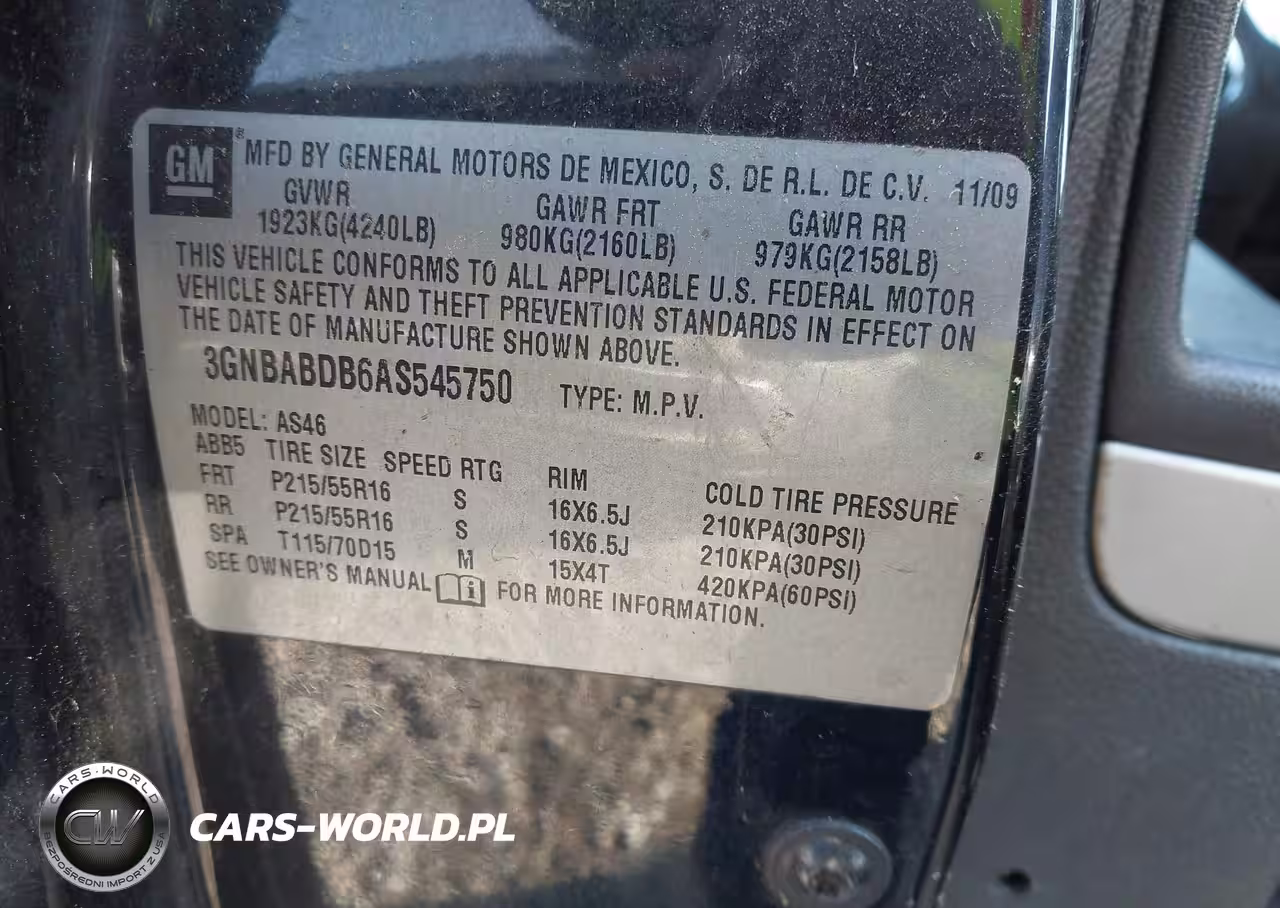 GM ® MFD BY GENERAL MOTORS DE MEXICO, S. DE R.L. DE C.V. 11/09
GVWR GAWR FRT GAWR RR
1923KG(4240LB) 980KG(2160LB) 979KG(2158LB)
THIS VEHICLE CONFORMS TO ALL APPLICABLE U.S. FEDERAL MOTOR
VEHICLE SAFETY AND THEFT PREVENTION STANDARDS IN EFFECT ON
THE DATE OF MANUFACTURE SHOWN ABOVE.
3GNBABDB6AS545750 TYPE: M.P.V.
MODEL: AS46
ABB5 TIRE SIZE SPEED RTG RIM COLD TIRE PRESSURE
FRT P215/55R16 S 16X6.5J 210KPA(30PSI)
RR P215/55R16 S 16X6.5J 210KPA(30PSI)
SPA T115/70D15 M 15X4T 420KPA(60PSI)
SEE OWNER'S MANUAL i FOR MORE INFORMATION.
CARS-WORLD
CW
BEZPOŚREDNI IMPORT Z USA
CARS-WORLD.PL